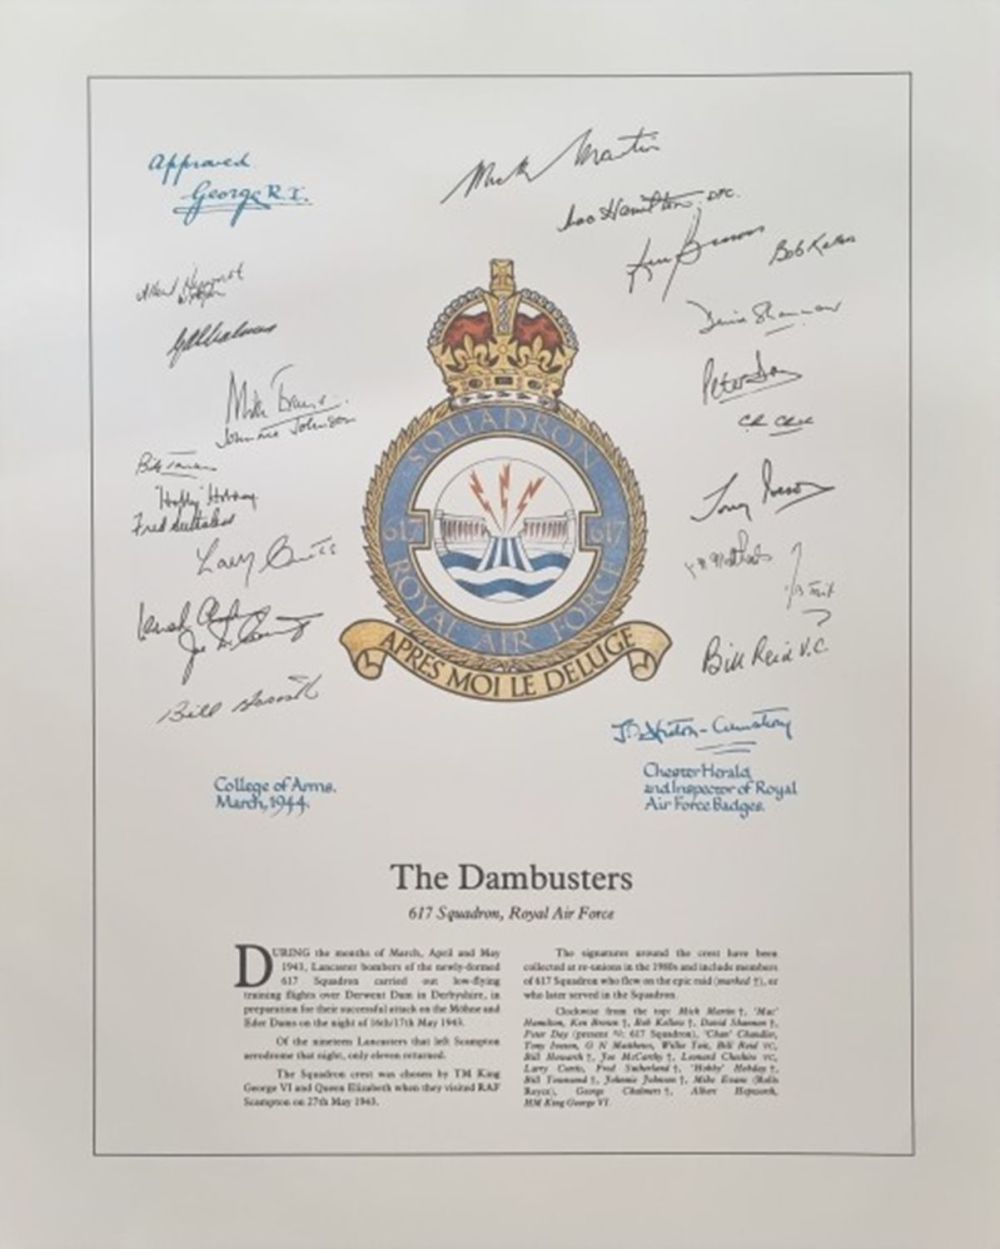 Approved
George R.I.
Mick Martin
Mac Hamilton, DFC.
Ken Brown
Bob Kellow
Albert Hepworth
David Shannon
G Chalmers
Peter Day
Mike Evans
Johnnie Johnson
Bill Townsend
'Hobby' Hobday
Fred Sutherland
Tony Iveson
Larry Curtis
Leonard Cheshire
Joe McCarthy
Bill Reid V.C.
Bill Howarth
SQUADRON
617
617
ROYAL AIR FORCE
APRES MOI LE DELUGE
College of Arms.
March, 1944.
Chester Herald
and Inspector of Royal
Air Force Badges.
The Dambusters
617 Squadron, Royal Air Force
DURING the months of March, April and May
1943, Lancaster bombers of the newly-formed
617 Squadron carried out low-flying
training flights over Derwent Dam in Derbyshire, in
preparation for their successful attack on the Möhne and
Eder Dams on the night of 16th/17th May 1943.
Of the nineteen Lancasters that left Scampton
aerodrome that night, only eleven returned.
The Squadron crest was chosen by TM King
George VI and Queen Elizabeth when they visited RAF
Scampton on 27th May 1943.
The signatures around the crest have been
collected at re-unions in the 1980s and include members
of 617 Squadron who flew on the epic raid (marked †), or
who later served in the Squadron.
Clockwise from the top: Mick Martin †, 'Mac'
Hamilton, Ken Brown †, Bob Kellow †, David Shannon †,
Peter Day (present OC 617 Squadron), 'Chan' Chandler,
Tony Iveson, O N Matthews, Willie Tait, Bill Reid VC,
Bill Howarth †, Joe McCarthy †, Leonard Cheshire VC,
Larry Curtis, Fred Sutherland †, 'Hobby' Hobday †,
Bill Townsend †, Johnnie Johnson †, Mike Evans (Rolls
Royce), George Chalmers †, Albert Hepworth,
HM King George VI.